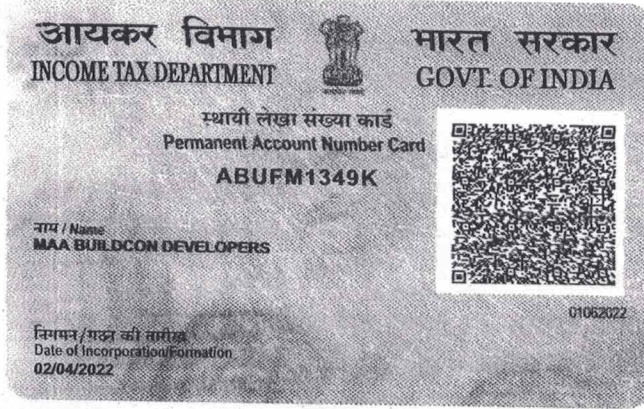 आयकर विभाग
INCOME TAX DEPARTMENT
भारत सरकार
GOVT. OF INDIA
स्थायी लेखा संख्या कार्ड
Permanent Account Number Card
ABUFM1349K
नाम / Name
MAA BUILDCON DEVELOPERS
01062022
निगमन/गठन की तारीख
Date of Incorporation/Formation
02/04/2022